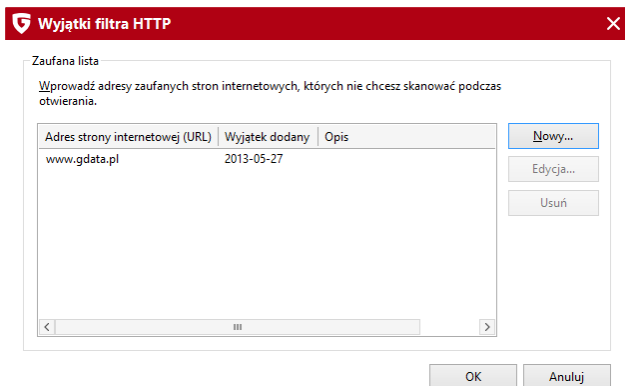 Wyjątki filtra HTTP
Zaufana lista
Wprowadź adresy zaufanych stron internetowych, których nie chcesz skanować podczas
otwierania.
Adres strony internetowej (URL) Wyjątek dodany Opis
www.gdata.pl 2013-05-27
Nowy...
Edycja...
Usuń
OK Anuluj